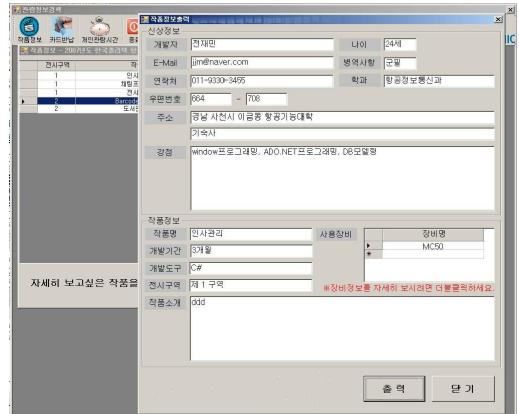 관람정보검색
작품정보 카드반납 개인관람시간 종료
작품정보 - 2007년도 한국폴리텍 항
전시구역 작
1 인사
1 채팅프
1 전시
2 Barcode
2 도서
자세히 보고싶은 작품을
작품정보출력
신상정보
개발자 전재민 나이 24세
E-Mail jjm@naver.com 병역사항 군필
연락처 011-9330-3455 학과 항공정보통신과
우편번호 664 - 708
주소 경남 사천시 이금동 항공기능대학
기숙사
강점 window프로그래밍, ADO.NET프로그래밍, DB모델링
작품정보
작품명 인사관리 사용장비 장비명
개발기간 3개월 MC50
개발도구 C#
전시구역 제 1 구역
※장비정보를 자세히 보시려면 더블클릭하세요.
작품소개 ddd
출 력 닫 기